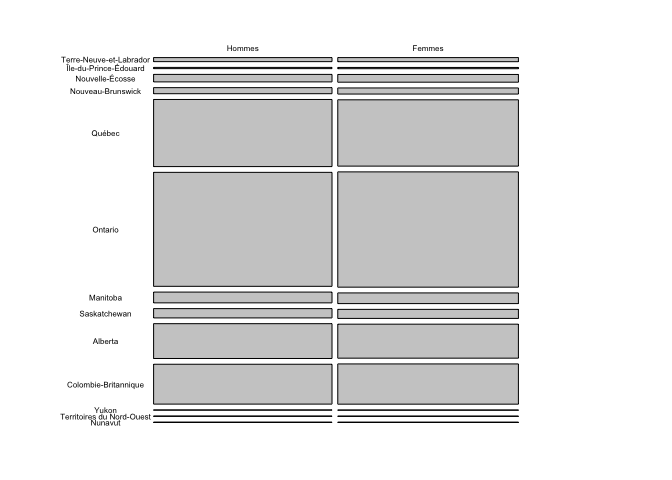 Hommes Femmes
Terre-Neuve-et-Labrador
Île-du-Prince-Édouard
Nouvelle-Écosse
Nouveau-Brunswick
Québec
Ontario
Manitoba
Saskatchewan
Alberta
Colombie-Britannique
Yukon
Territoires du Nord-Ouest
Nunavut